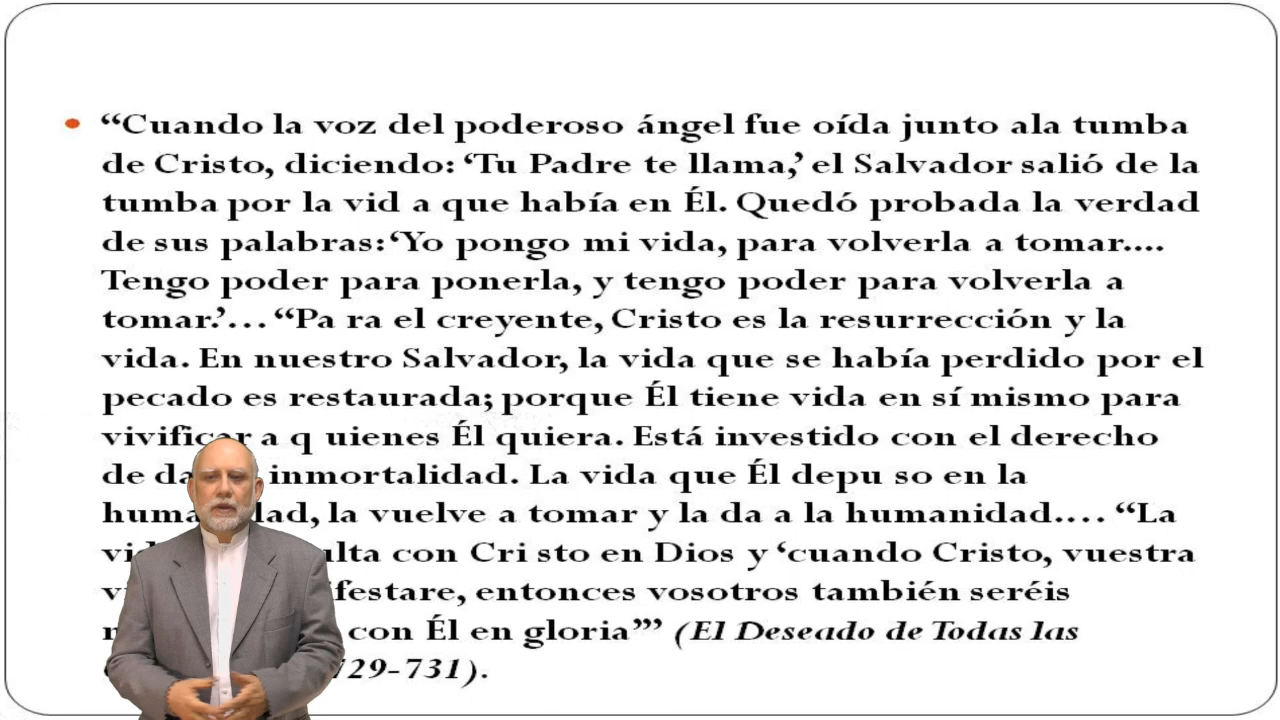 “Cuando la voz del poderoso ángel fue oída junto ala tumba
de Cristo, diciendo: ‘Tu Padre te llama,’ el Salvador salió de la
tumba por la vid a que había en Él. Quedó probada la verdad
de sus palabras: ‘Yo pongo mi vida, para volverla a tomar....
Tengo poder para ponerla, y tengo poder para volverla a
tomar.’… “Pa ra el creyente, Cristo es la resurrección y la
vida. En nuestro Salvador, la vida que se había perdido por el
pecado es restaurada; porque Él tiene vida en sí mismo para
vivificar a q uienes Él quiera. Está investido con el derecho
de inmortalidad. La vida que Él depu so en la
la vuelve a tomar y la da a la humanidad.… “La
con Cri sto en Dios y ‘cuando Cristo, vuestra
entonces vosotros también seréis
con Él en gloria’” (El Deseado de Todas las
729-731).